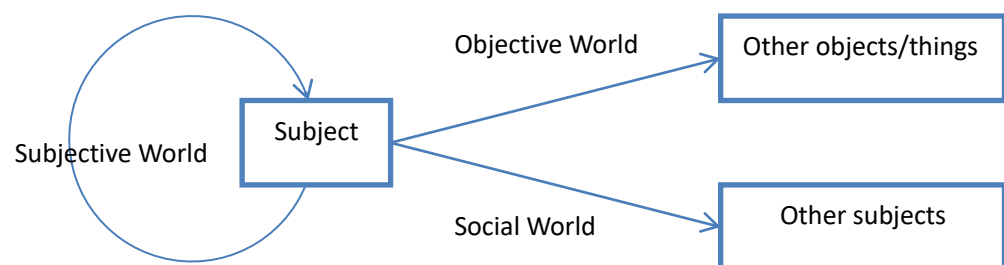 Objective World
Other objects/things
Subject
Subjective World
Social World
Other subjects